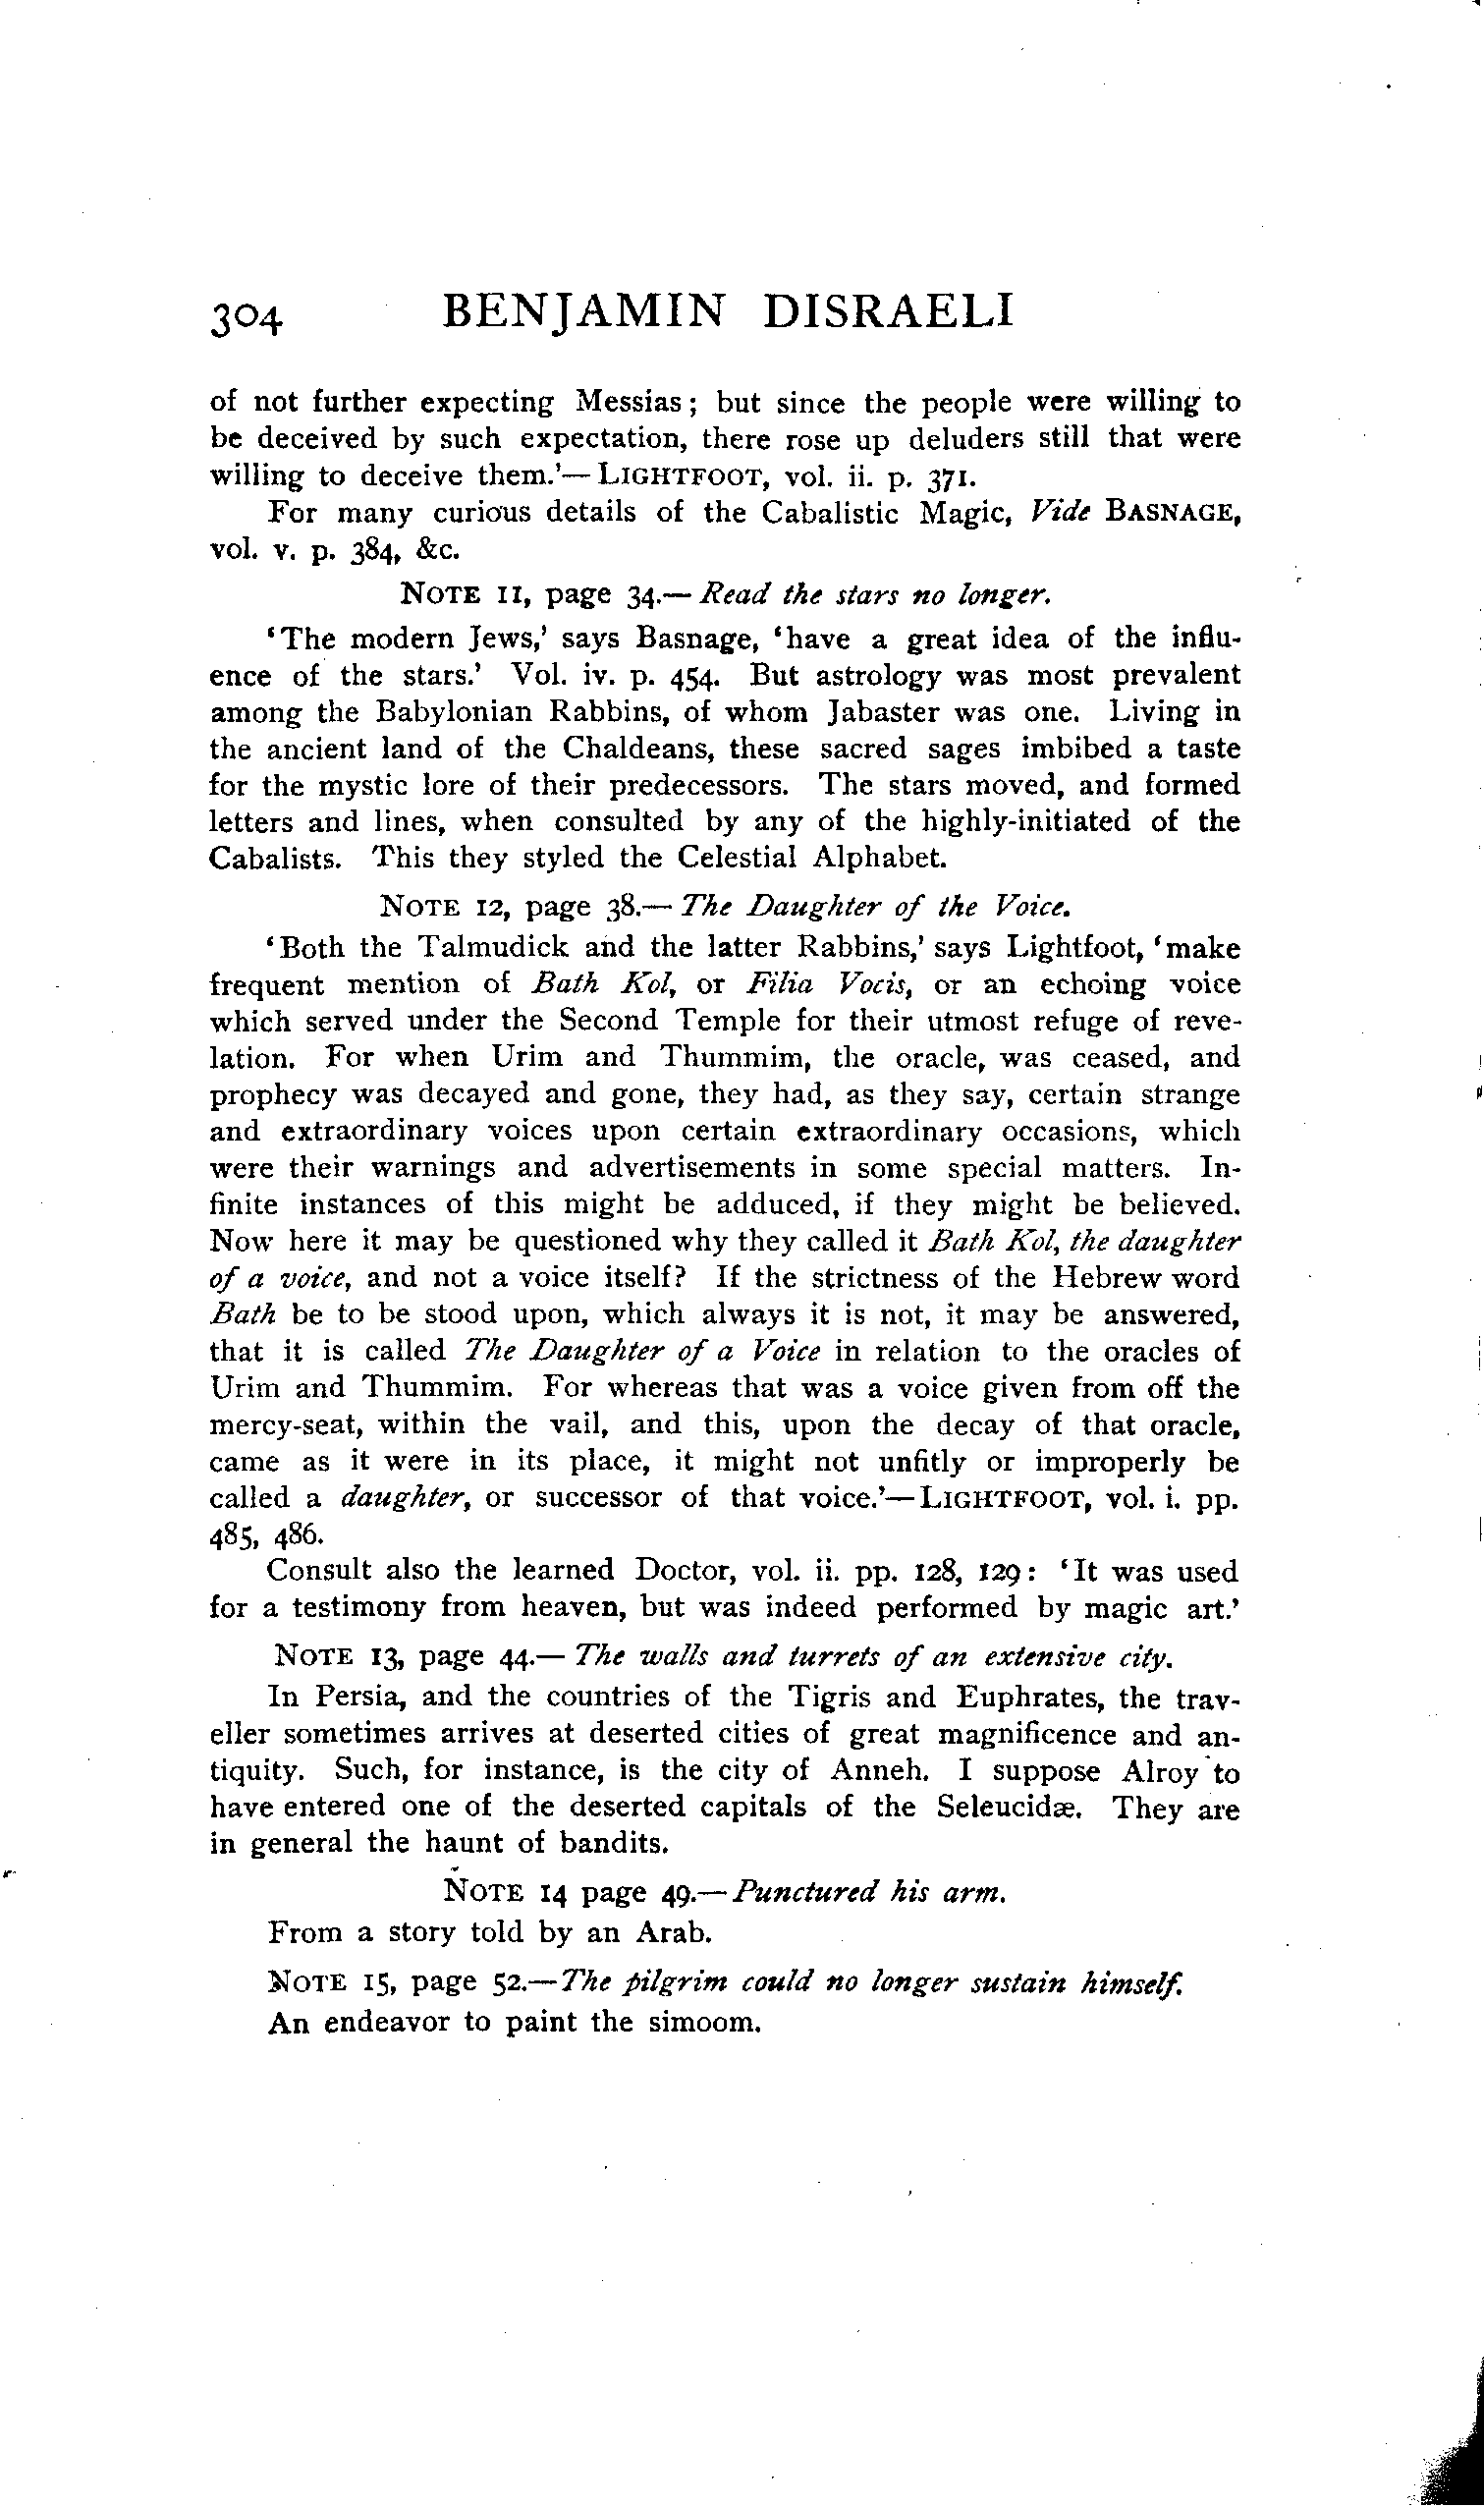 304 BENJAMIN DISRAELI
of not further expecting Messias; but since the people were willing to
be deceived by such expectation, there rose up deluders still that were
willing to deceive them.'— LIGHTFOOT, vol. ii. p. 371.
For many curious details of the Cabalistic Magic, Vide BASNAGE,
vol. v. p. 384, &c.
NOTE 11, page 34.— Read the stars no longer.
'The modern Jews,' says Basnage, 'have a great idea of the influ-
ence of the stars.' Vol. iv. p. 454. But astrology was most prevalent
among the Babylonian Rabbins, of whom Jabaster was one. Living in
the ancient land of the Chaldeans, these sacred sages imbibed a taste
for the mystic lore of their predecessors. The stars moved, and formed
letters and lines, when consulted by any of the highly-initiated of the
Cabalists. This they styled the Celestial Alphabet.
NOTE 12, page 38.— The Daughter of the Voice.
'Both the Talmudick and the latter Rabbins,' says Lightfoot, 'make
frequent mention of Bath Kol, or Filia Vocis, or an echoing voice
which served under the Second Temple for their utmost refuge of reve-
lation. For when Urim and Thummim, the oracle, was ceased, and
prophecy was decayed and gone, they had, as they say, certain strange
and extraordinary voices upon certain extraordinary occasions, which
were their warnings and advertisements in some special matters. In-
finite instances of this might be adduced, if they might be believed.
Now here it may be questioned why they called it Bath Kol, the daughter
of a voice, and not a voice itself? If the strictness of the Hebrew word
Bath be to be stood upon, which always it is not, it may be answered,
that it is called The Daughter of a Voice in relation to the oracles of
Urim and Thummim. For whereas that was a voice given from off the
mercy-seat, within the vail, and this, upon the decay of that oracle,
came as it were in its place, it might not unfitly or improperly be
called a daughter, or successor of that voice.'—LIGHTFOOT, vol. i. pp.
485, 486.
Consult also the learned Doctor, vol. ii. pp. 128, 129: 'It was used
for a testimony from heaven, but was indeed performed by magic art.'
NOTE 13, page 44.— The walls and turrets of an extensive city.
In Persia, and the countries of the Tigris and Euphrates, the trav-
eller sometimes arrives at deserted cities of great magnificence and an-
tiquity. Such, for instance, is the city of Anneh. I suppose Alroy to
have entered one of the deserted capitals of the Seleucidæ. They are
in general the haunt of bandits.
NOTE 14 page 49.—Punctured his arm.
From a story told by an Arab.
NOTE 15, page 52.—The pilgrim could no longer sustain himself.
An endeavor to paint the simoom.